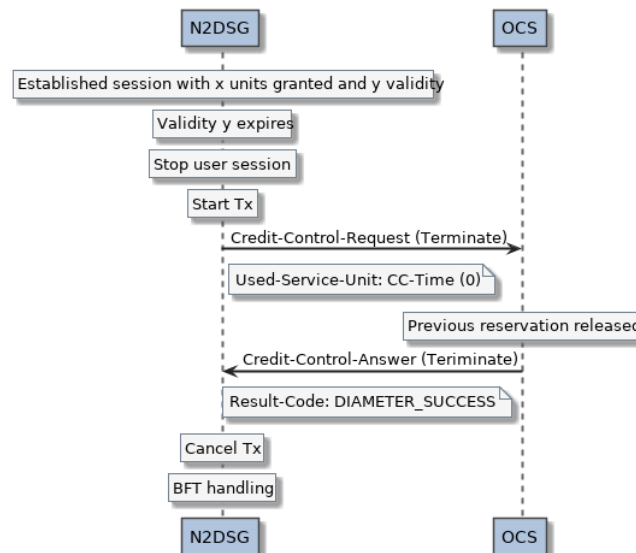 N2DSG OCS
Established session with x units granted and y validity
Validity y expires
Stop user session
Start Tx
Credit-Control-Request (Terminate)
Used-Service-Unit: CC-Time (0)
Previous reservation released
Credit-Control-Answer (Teriminate)
Result-Code: DIAMETER_SUCCESS
Cancel Tx
BFT handling
N2DSG OCS